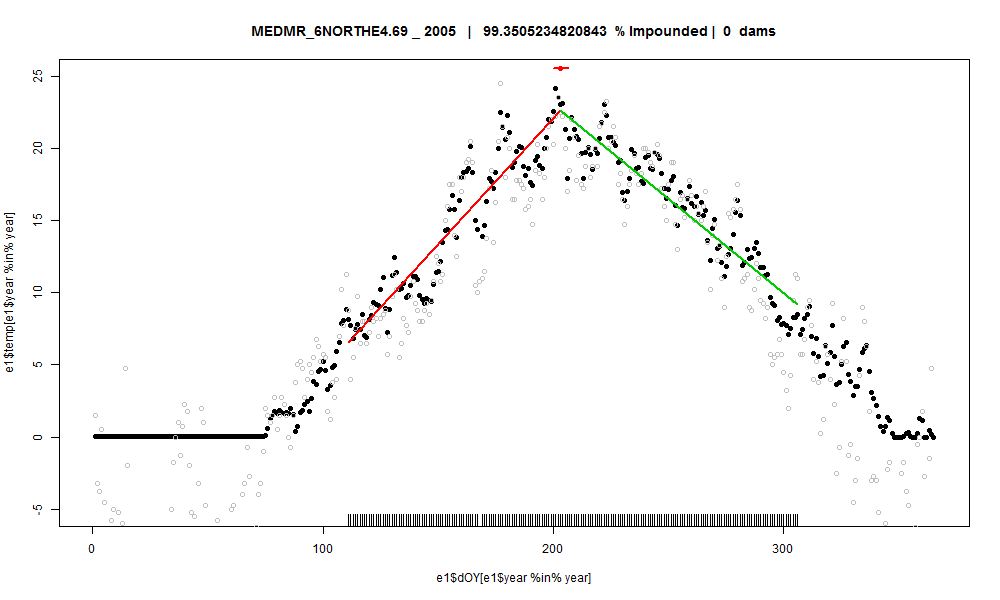 MEDMR_6NORTHE4.69 _ 2005 | 99.3505234820843 % Impounded | 0 dams
e1$temp[e1$year %in% year]
25
20
15
10
5
0
-5
0 100 200 300
e1$dOY[e1$year %in% year]